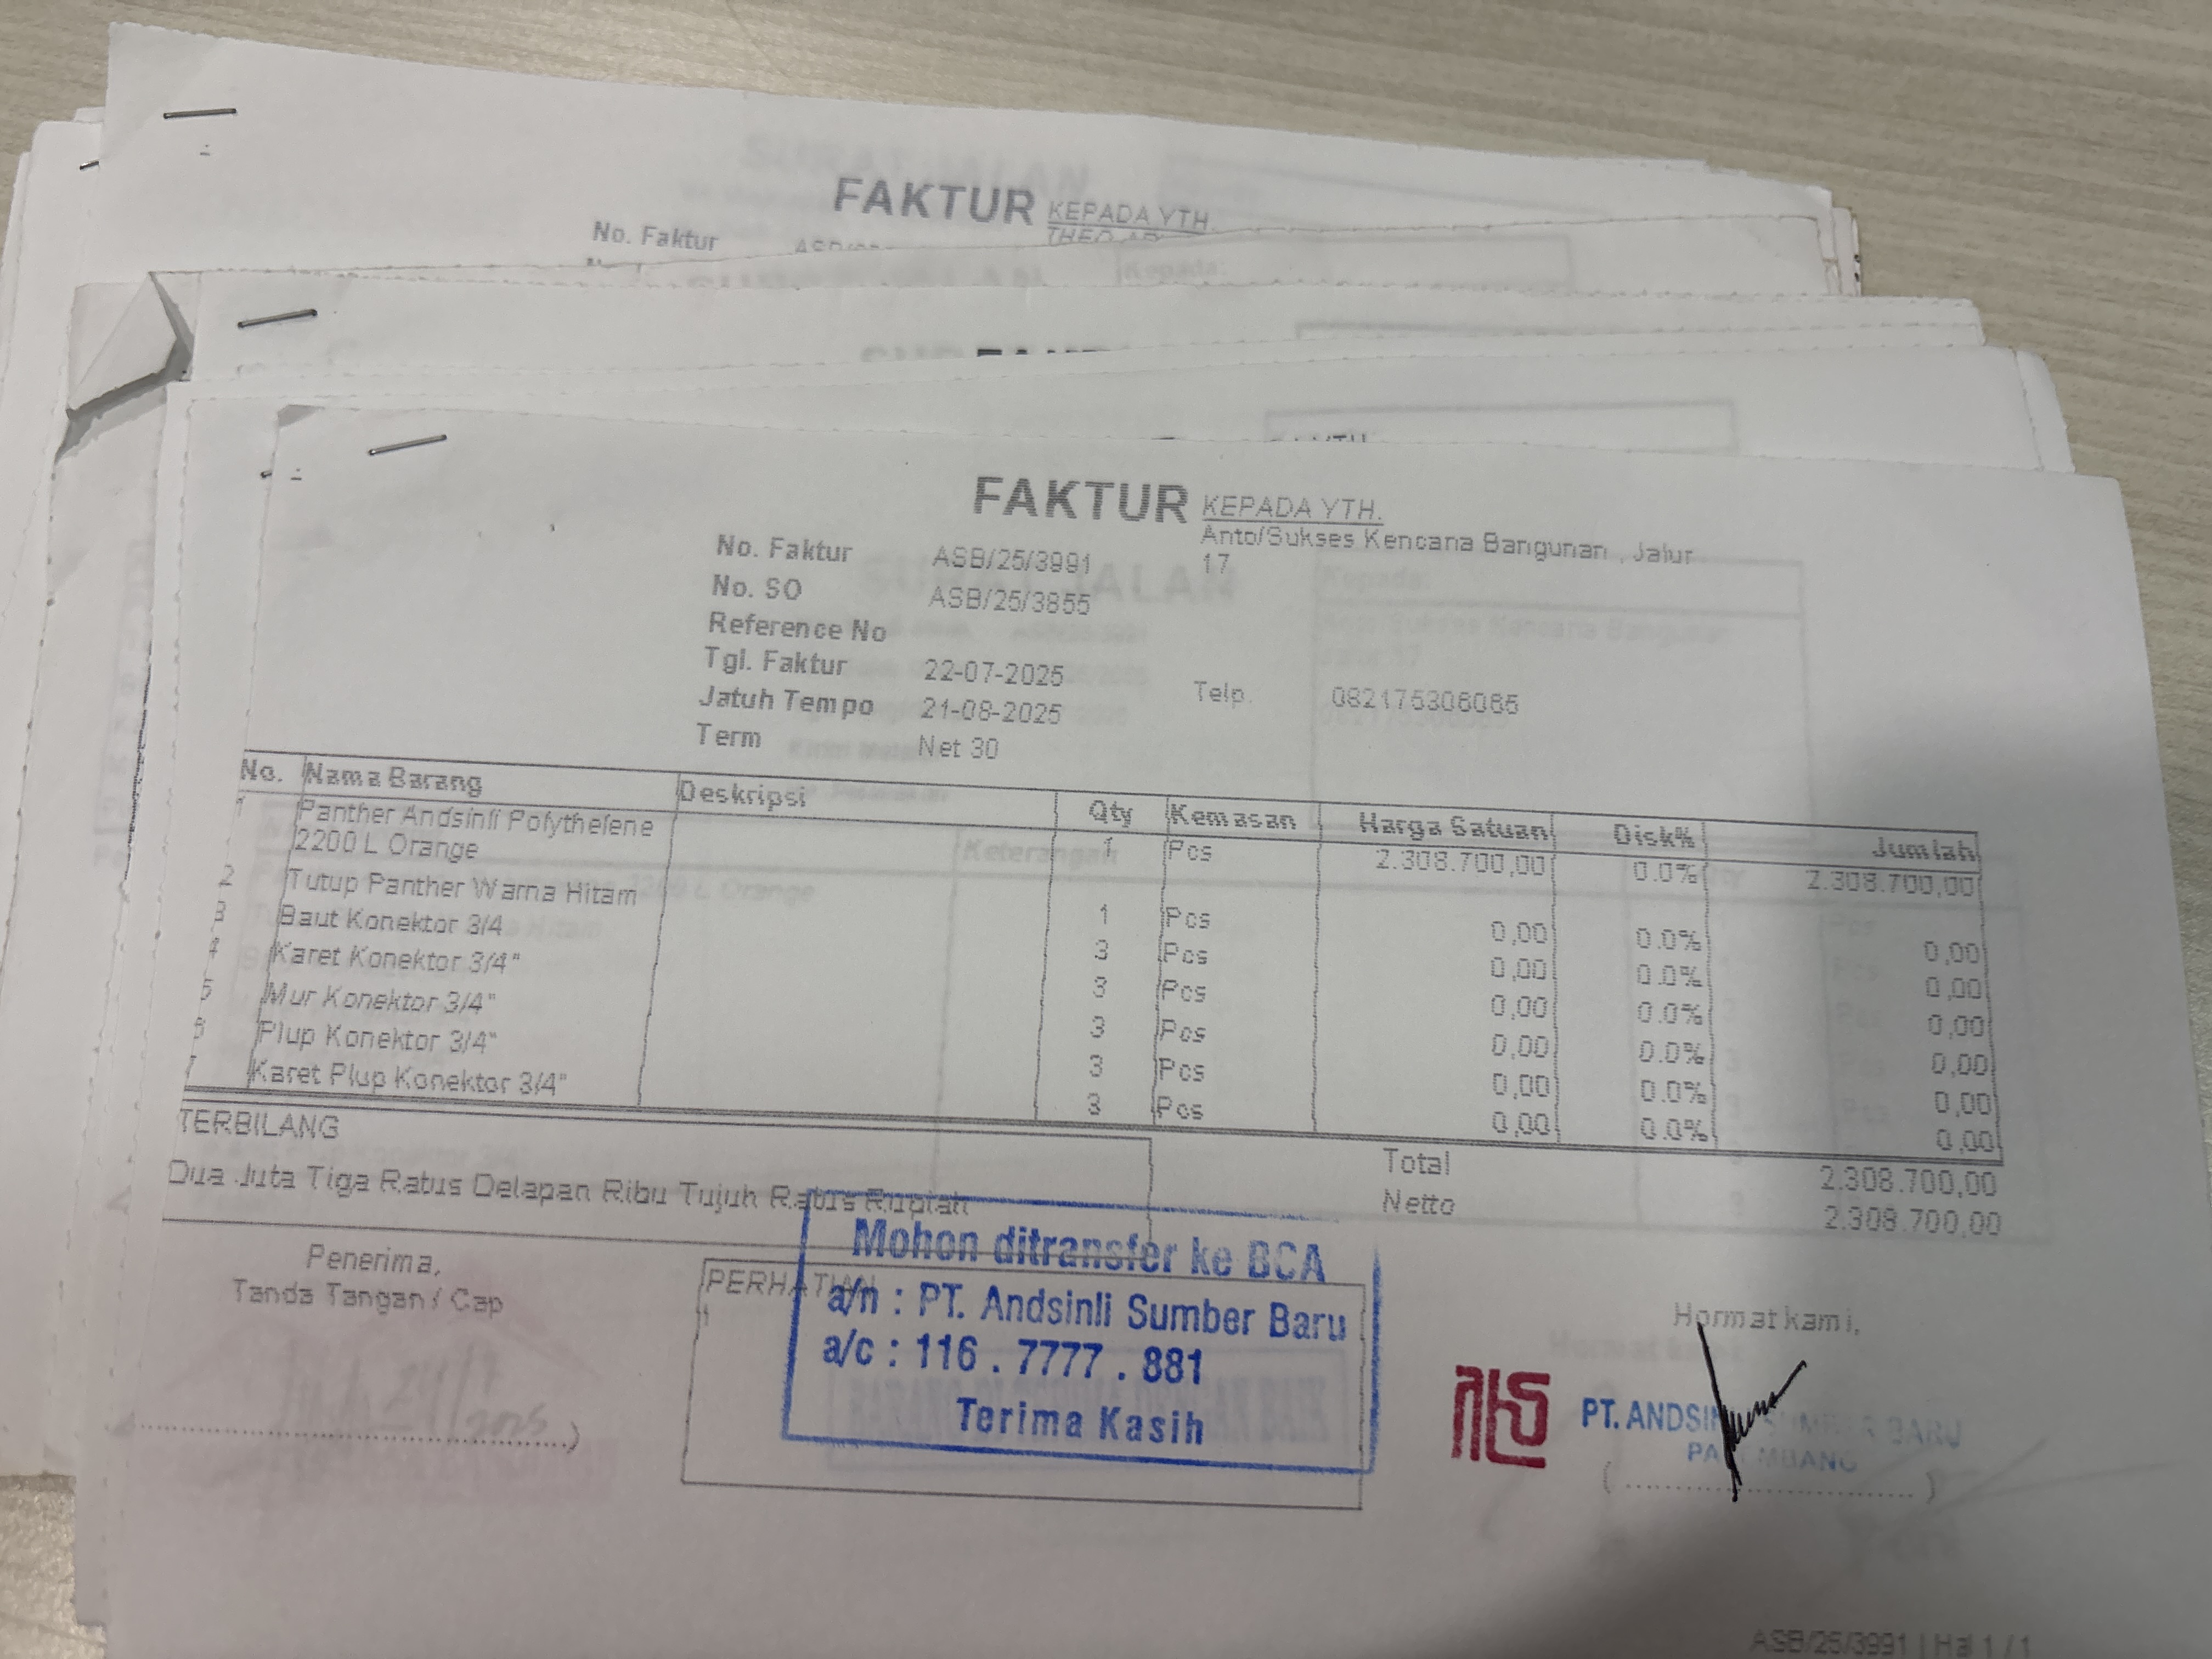 FAKTUR KEPADA YTH.
No. Faktur
FAKTUR KEPADA YTH.
Anto/Sukses Kencana Bangunan , Jalur
17
No. Faktur ASB/25/3991
No. SO ASB/25/3855
Reference No
Tgl. Faktur 22-07-2025
Jatuh Tempo 21-08-2025
Term Net 30
Telp. 082175306065
No. Nama Barang Deskripsi Qty Kemasan Harga Satuan Disk% Jumlah
1 Panther Andsinli Polythelene 2200 L Orange 1 Pcs 2.308.700,00 0.0% 2.308.700,00
2 Tutup Panther Warna Hitam 1 Pcs 0,00 0.0% 0,00
3 Baut Konektor 3/4 3 Pcs 0,00 0.0% 0,00
4 Karet Konektor 3/4" 3 Pcs 0,00 0.0% 0,00
5 Mur Konektor 3/4" 3 Pcs 0,00 0.0% 0,00
6 Plup Konektor 3/4" 3 Pcs 0,00 0.0% 0,00
7 Karet Plup Konektor 3/4" 3 Pcs 0,00 0.0% 0,00
TERBILANG
Dua Juta Tiga Ratus Delapan Ribu Tujuh Ratus Rupiah
Total 2.308.700,00
Netto 2.308.700,00
Penerima,
Tanda Tangan / Cap
PERHATIAN
1
Mohon ditransfer ke BCA
a/n : PT. Andsinli Sumber Baru
a/c : 116 . 7777 . 881
Terima Kasih
Hormat kami,
PT. ANDSINLI SUMBER BARU
PALEMBANG
ASB/25/3991 | Hal 1 / 1